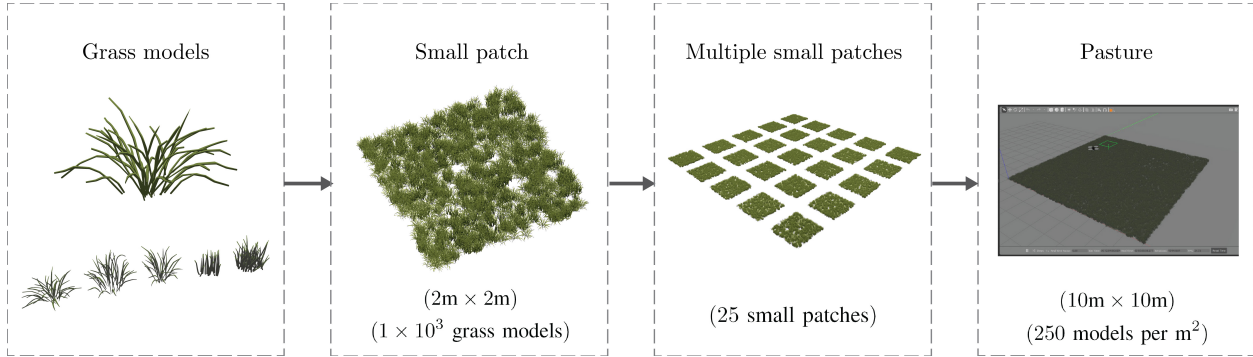 Grass models
Small patch
(2m × 2m)
(1 × 10³ grass models)
Multiple small patches
(25 small patches)
Pasture
(10m × 10m)
(250 models per m²)